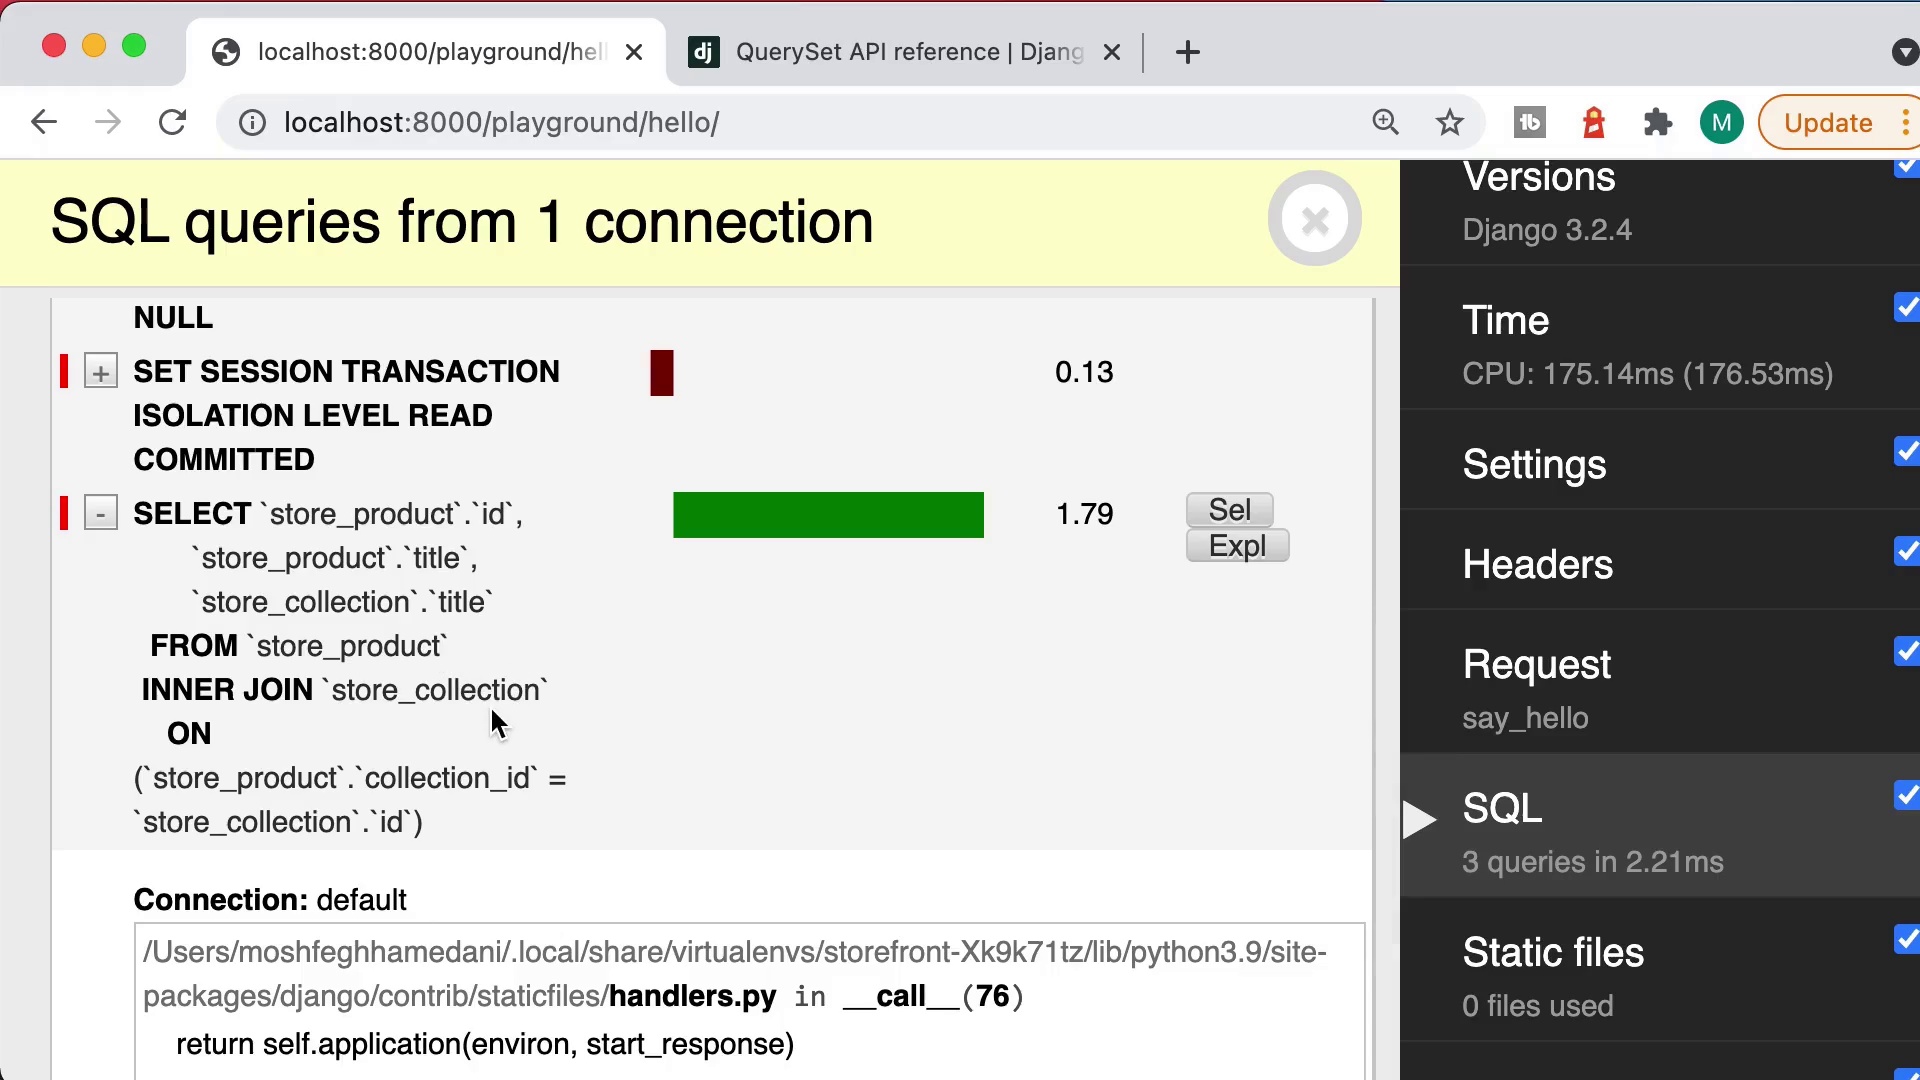 localhost:8000/playground/hel
QuerySet API reference | Djang
localhost:8000/playground/hello/
M
Update
SQL queries from 1 connection
NULL
+ SET SESSION TRANSACTION 0.13
ISOLATION LEVEL READ
COMMITTED
- SELECT `store_product`.`id`, 1.79 Sel
Expl
`store_product`.`title`,
`store_collection`.`title`
FROM `store_product`
INNER JOIN `store_collection`
ON
(`store_product`.`collection_id` =
`store_collection`.`id`)
Connection: default
/Users/moshfeghhamedani/.local/share/virtualenvs/storefront-Xk9k71tz/lib/python3.9/site-
packages/django/contrib/staticfiles/handlers.py in __call__(76)
return self.application(environ, start_response)
Versions
Django 3.2.4
Time
CPU: 175.14ms (176.53ms)
Settings
Headers
Request
say_hello
SQL
3 queries in 2.21ms
Static files
0 files used